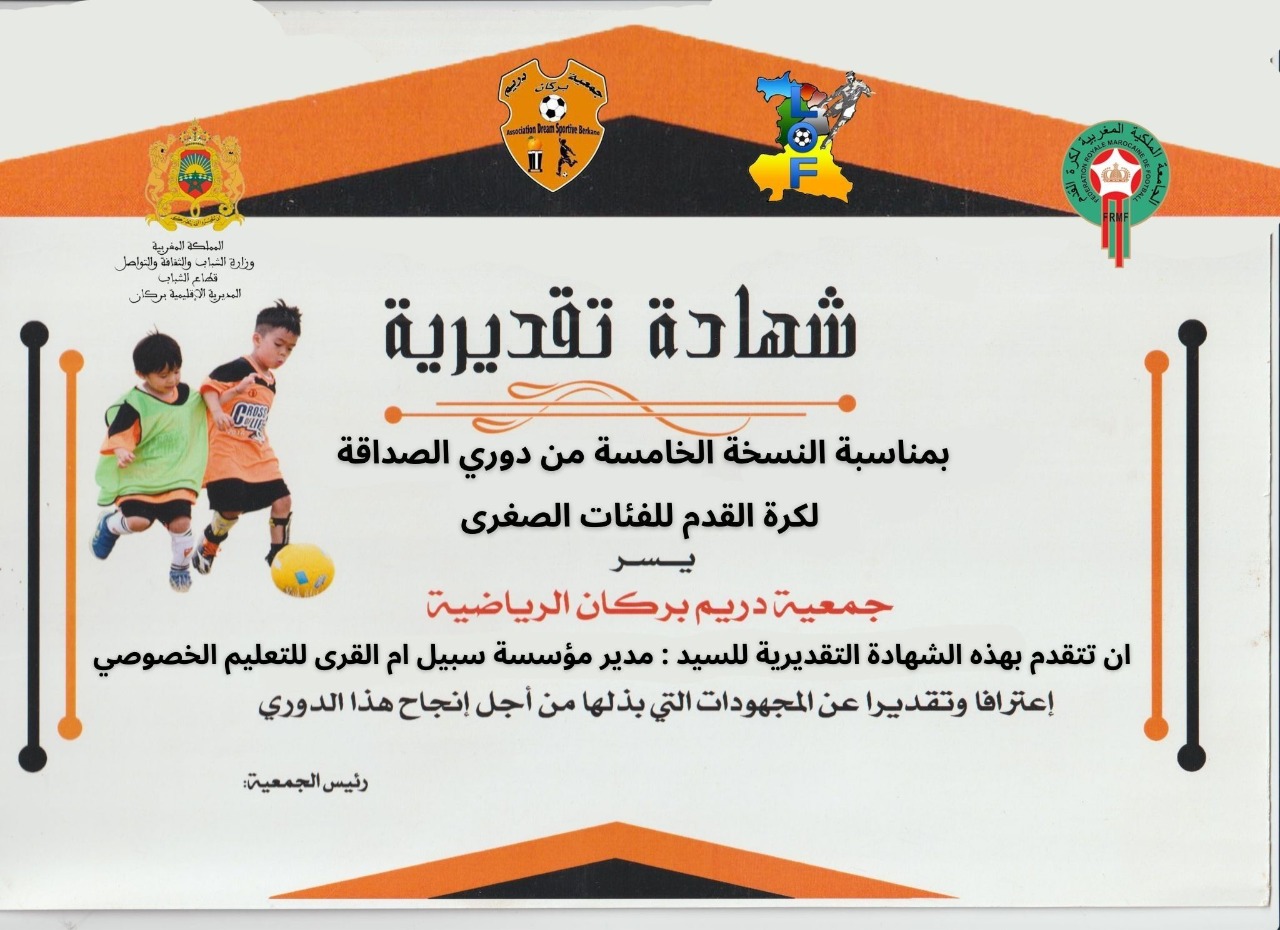 جمعية دريم
بركان
Association Dream Sportive Berkane
LOF
الجامعة الملكية المغربية لكرة القدم
FEDERATION ROYALE MAROCAINE DE FOOTBALL
FRMF
المملكة المغربية
وزارة الشباب والثقافة والتواصل
قطاع الشباب
المديرية الإقليمية بركان
شهادة تقديرية
بمناسبة النسخة الخامسة من دوري الصداقة
لكرة القدم للفئات الصغرى
يسر
جمعية دريم بركان الرياضية
ان تتقدم بهذه الشهادة التقديرية للسيد : مدير مؤسسة سبيل ام القرى للتعليم الخصوصي
إعترافا وتقديرا عن المجهودات التي بذلها من أجل إنجاح هذا الدوري
رئيس الجمعية: